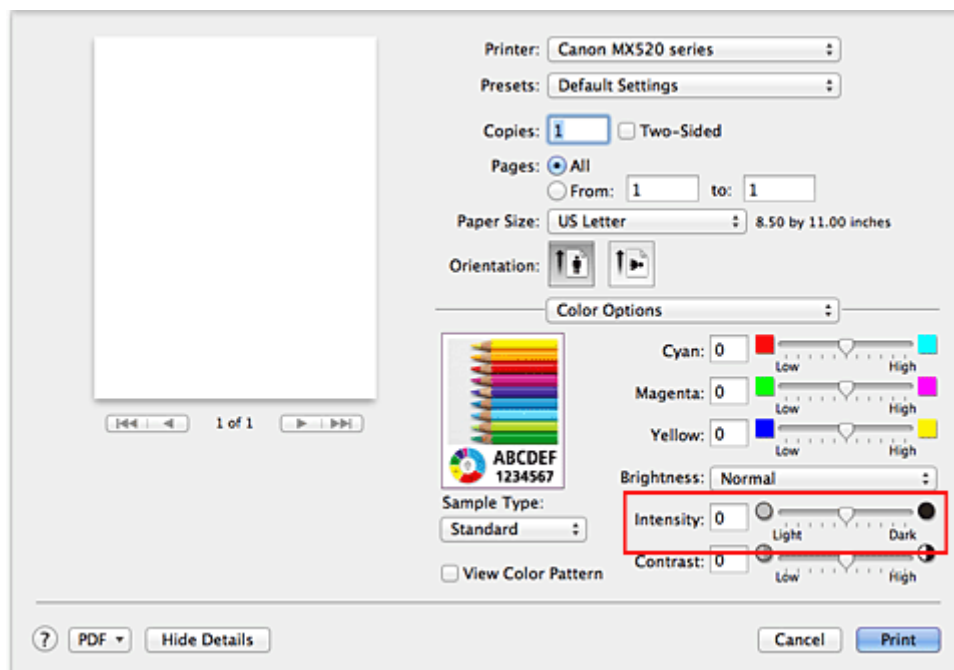 Printer: Canon MX520 series
Presets: Default Settings
Copies: 1 Two-Sided
Pages: All
From: 1 to: 1
Paper Size: US Letter 8.50 by 11.00 inches
Orientation:
Color Options
Cyan: 0
Low High
Magenta: 0
Low High
Yellow: 0
Low High
ABCDEF
1234567
Brightness: Normal
Sample Type:
Standard
Intensity: 0
Light Dark
Contrast: 0
Low High
View Color Pattern
1 of 1
? PDF Hide Details Cancel Print